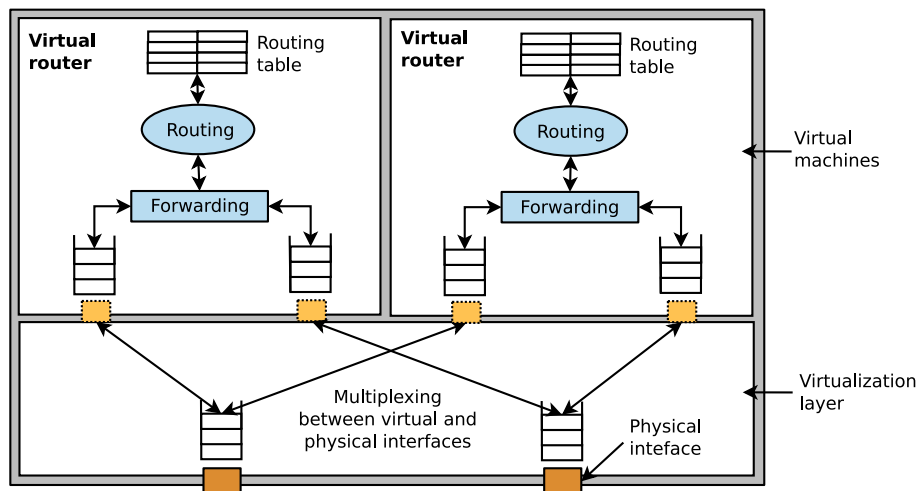 Virtual
router
Routing
table
Routing
Forwarding
Virtual
router
Routing
table
Routing
Forwarding
Virtual
machines
Multiplexing
between virtual and
physical interfaces
Virtualization
layer
Physical
inteface